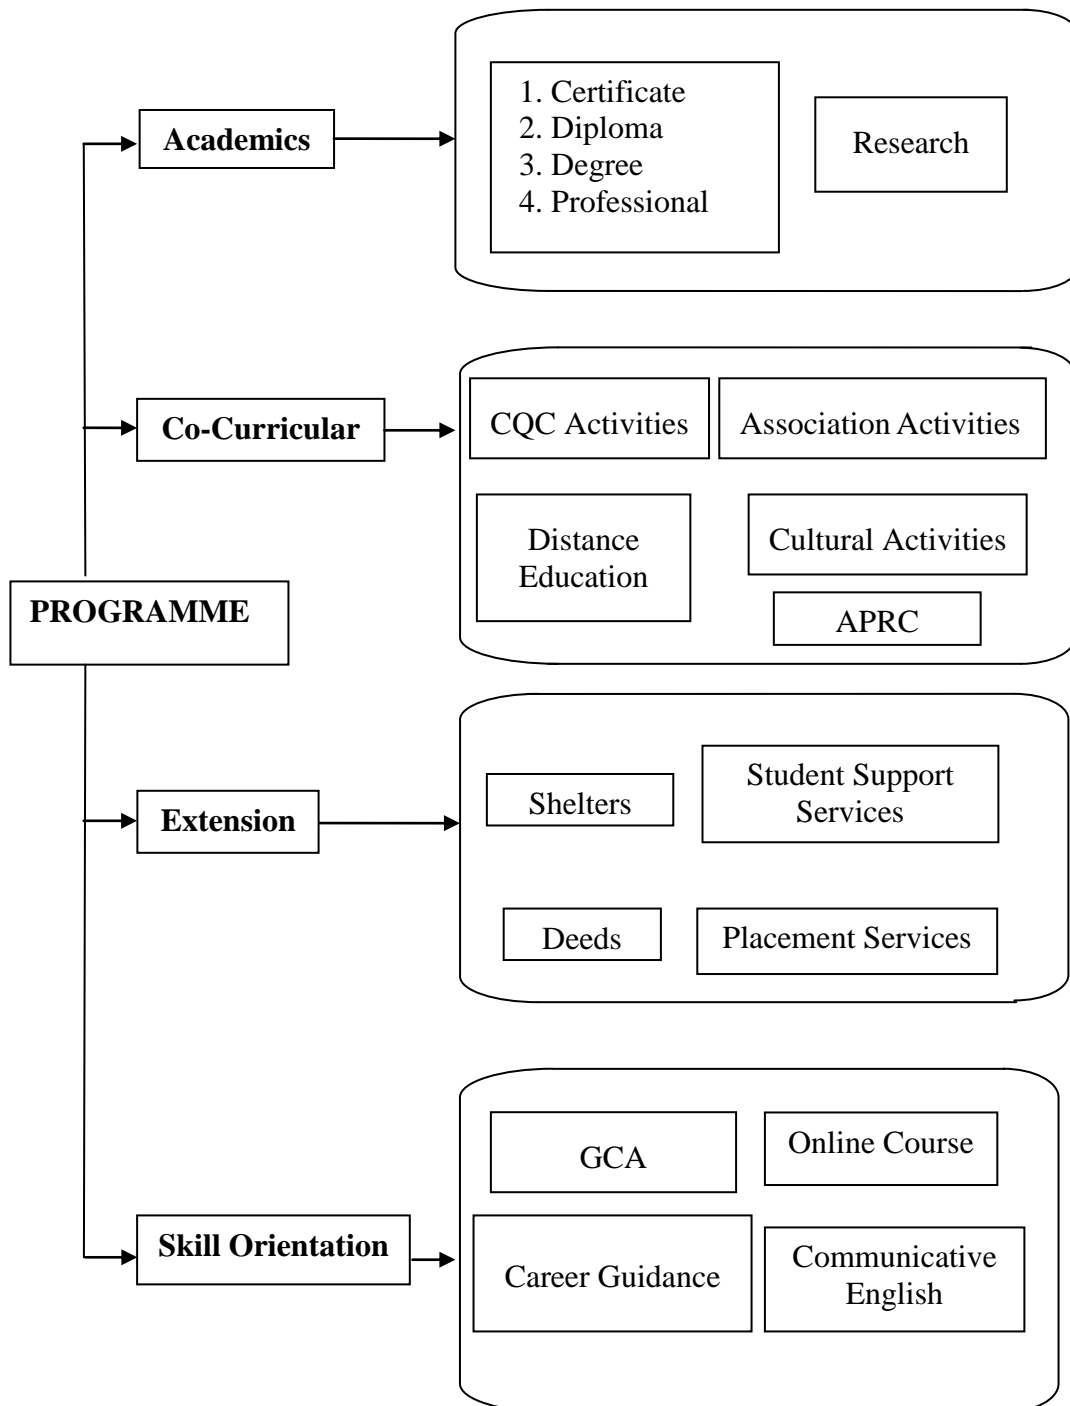 Academics
1. Certificate
2. Diploma
3. Degree
4. Professional
Research
Co-Curricular
CQC Activities
Association Activities
Distance
Education
Cultural Activities
APRC
PROGRAMME
Extension
Shelters
Student Support
Services
Deeds
Placement Services
Skill Orientation
GCA
Online Course
Career Guidance
Communicative
English